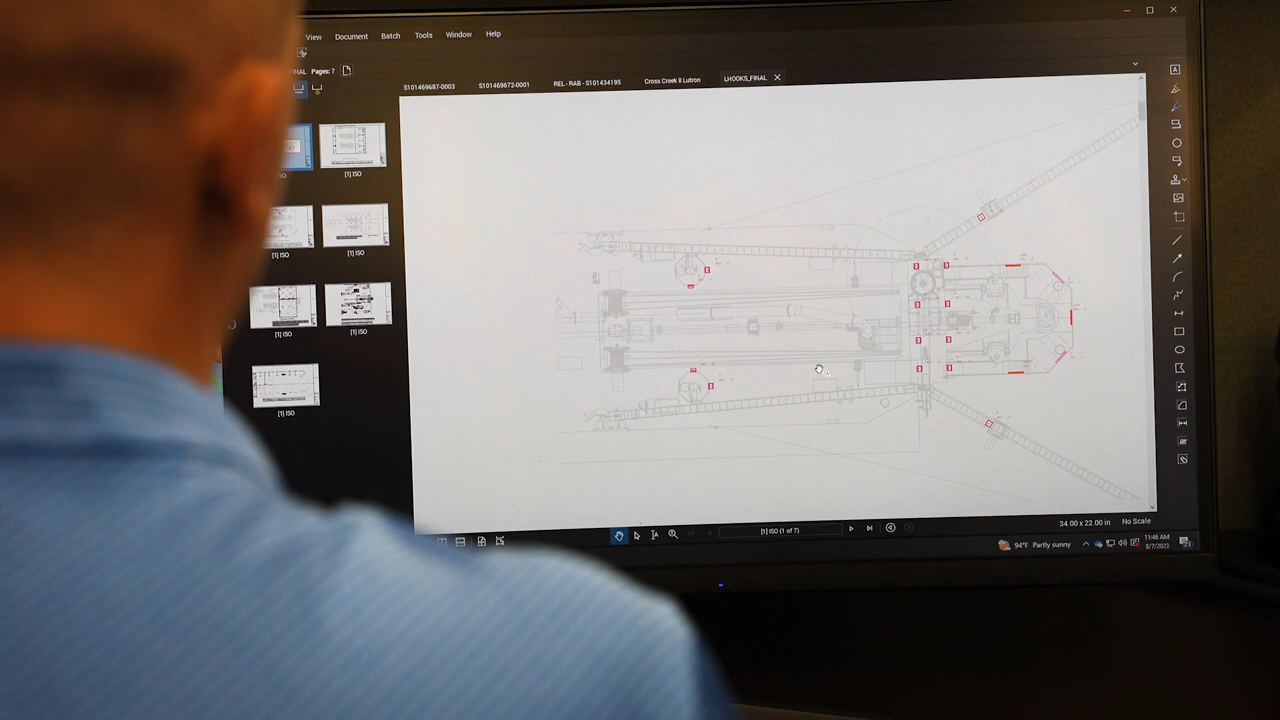 View Document Batch Tools Window Help
Pages: 7
S101469687-0003 S101469672-0001 REL - RAB - S101434195 Cross Creek II Lutron LHOOKS_FINAL
[1] ISO
[1] ISO
[1] ISO
[1] ISO
[1] ISO
[1] ISO
[1] ISO (1 of 7)
34.00 x 22.00 in No Scale
94°F Partly sunny
11:46 AM
8/7/2023